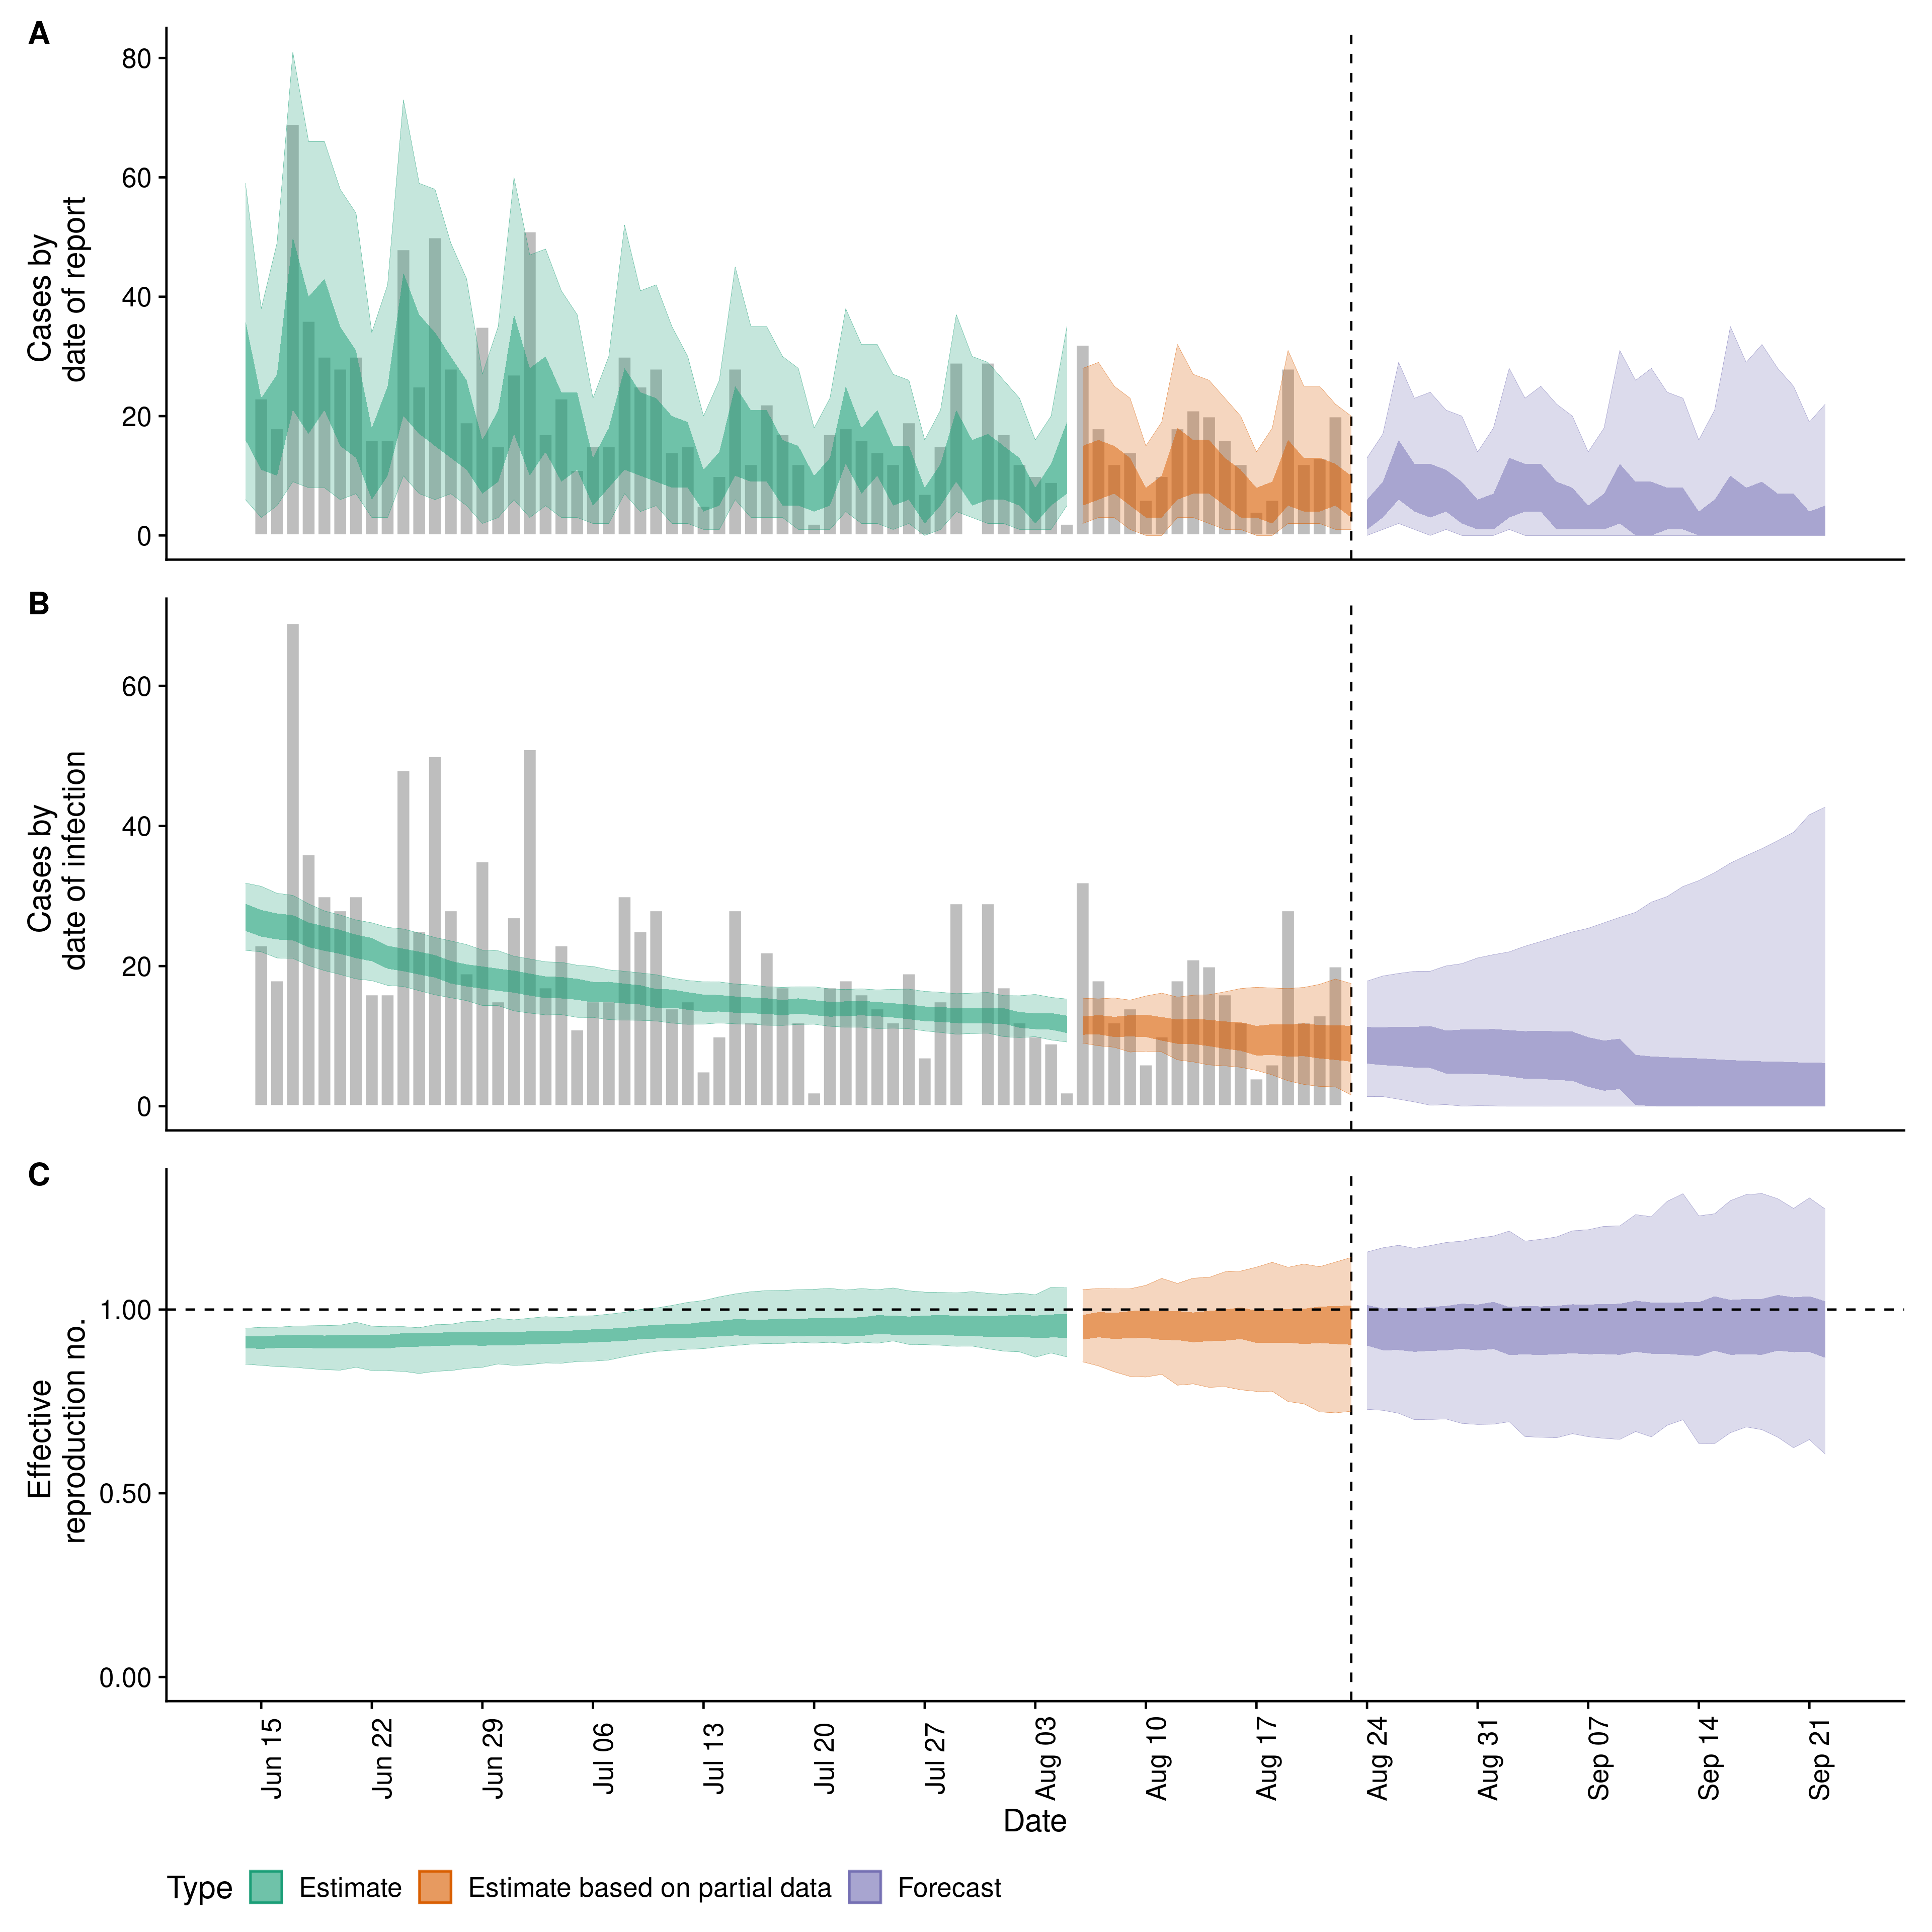 A
80
60
40
20
0
Cases by
date of report
B
60
40
20
0
Cases by
date of infection
C
1.00
0.50
0.00
Effective
reproduction no.
Jun 15
Jun 22
Jun 29
Jul 06
Jul 13
Jul 20
Jul 27
Aug 03
Aug 10
Aug 17
Aug 24
Aug 31
Sep 07
Sep 14
Sep 21
Date
Type Estimate Estimate based on partial data Forecast